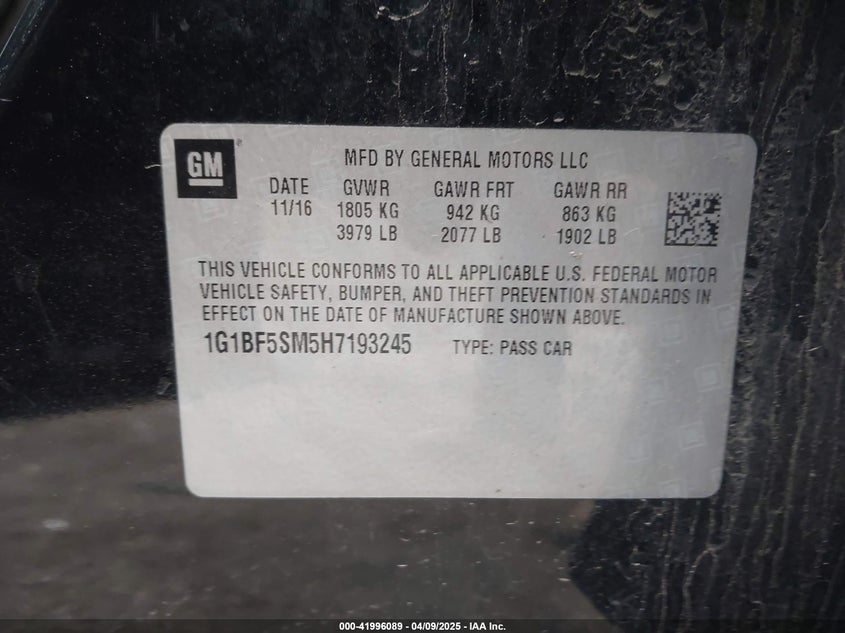 GM
MFD BY GENERAL MOTORS LLC
DATE GVWR GAWR FRT GAWR RR
11/16 1805 KG 942 KG 863 KG
3979 LB 2077 LB 1902 LB
THIS VEHICLE CONFORMS TO ALL APPLICABLE U.S. FEDERAL MOTOR
VEHICLE SAFETY, BUMPER, AND THEFT PREVENTION STANDARDS IN
EFFECT ON THE DATE OF MANUFACTURE SHOWN ABOVE.
1G1BF5SM5H7193245 TYPE: PASS CAR
000-41996089 - 04/09/2025 - IAA Inc.